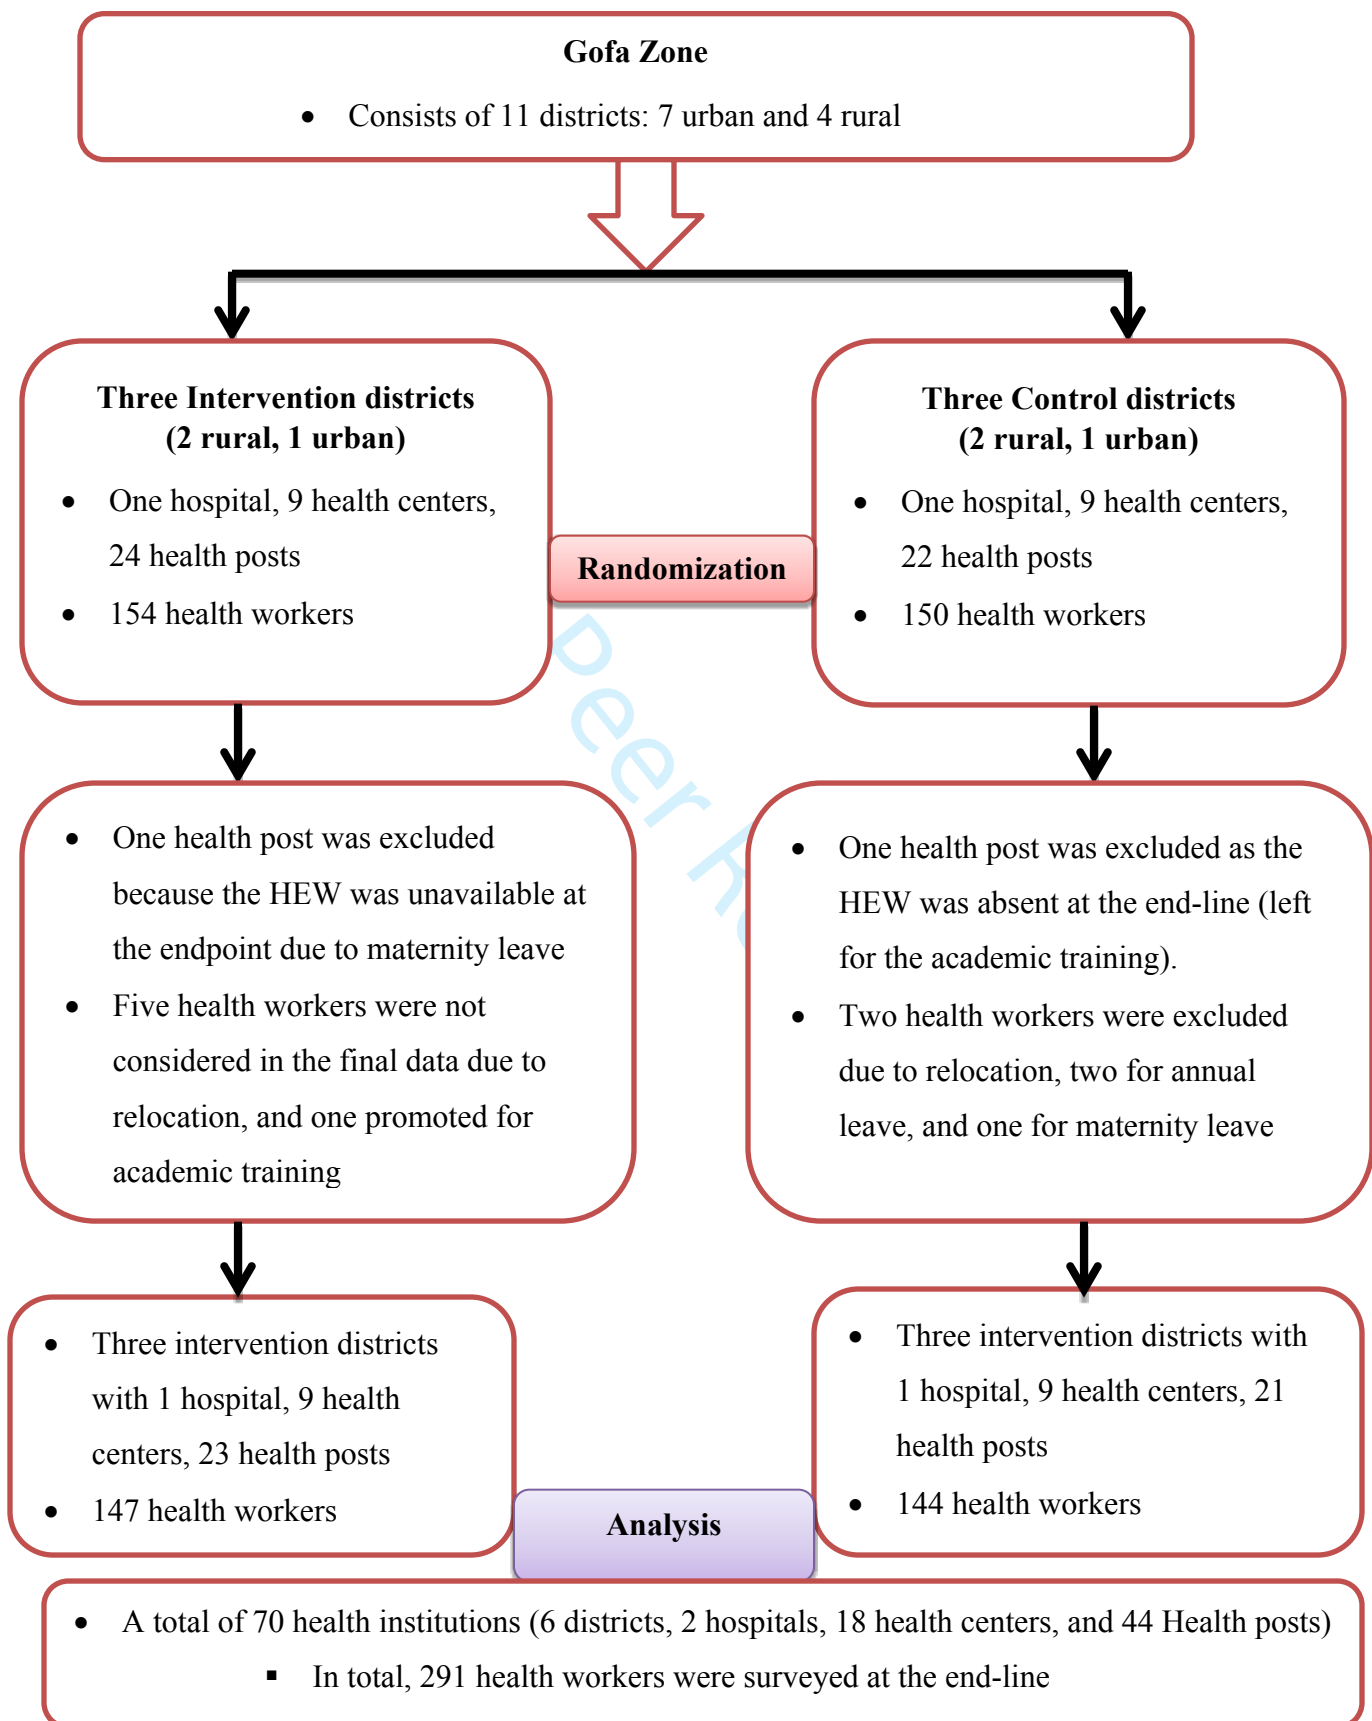 Gofa Zone
• Consists of 11 districts: 7 urban and 4 rural
Three Intervention districts
(2 rural, 1 urban)
• One hospital, 9 health centers,
24 health posts
• 154 health workers
Randomization
Three Control districts
(2 rural, 1 urban)
• One hospital, 9 health centers,
22 health posts
• 150 health workers
Peer
• One health post was excluded
because the HEW was unavailable at
the endpoint due to maternity leave
• Five health workers were not
considered in the final data due to
relocation, and one promoted for
academic training
• One health post was excluded as the
HEW was absent at the end-line (left
for the academic training).
• Two health workers were excluded
due to relocation, two for annual
leave, and one for maternity leave
• Three intervention districts
with 1 hospital, 9 health
centers, 23 health posts
• 147 health workers
• Three intervention districts with
1 hospital, 9 health centers, 21
health posts
• 144 health workers
Analysis
• A total of 70 health institutions (6 districts, 2 hospitals, 18 health centers, and 44 Health posts)
▪ In total, 291 health workers were surveyed at the end-line